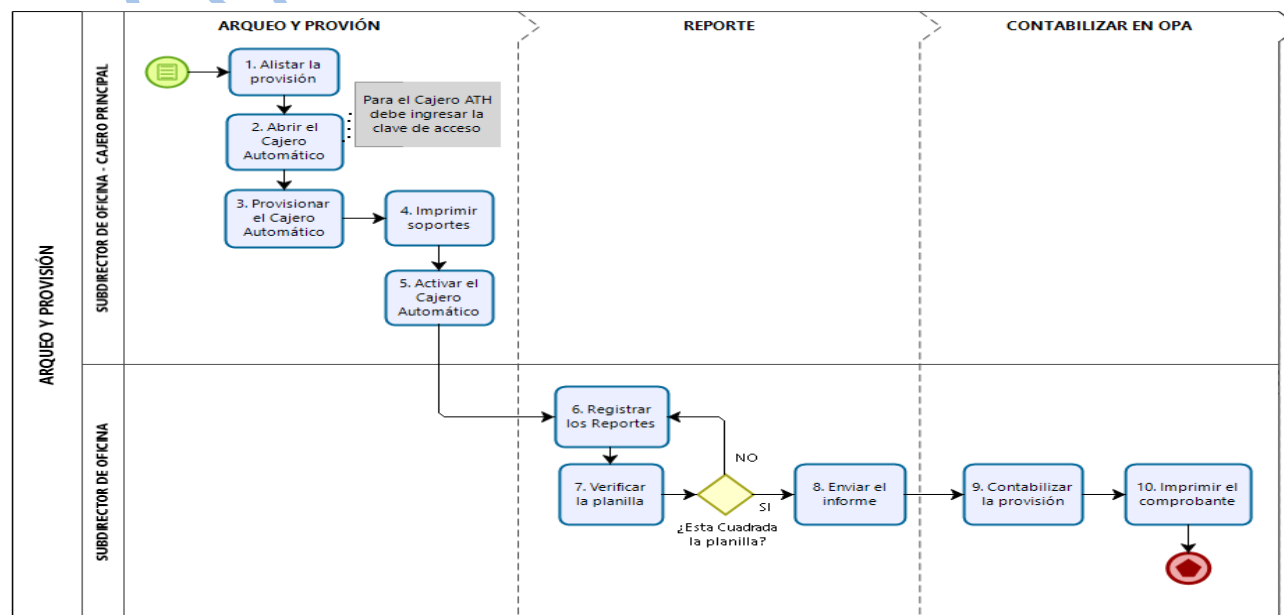 ARQUEO Y PROVIÓN
REPORTE
CONTABILIZAR EN OPA
ARQUEO Y PROVISIÓN
SUBDIRECTOR DE OFICINA - CAJERO PRINCIPAL
1. Alistar la
provisión
Para el Cajero ATH
debe ingresar la
clave de acceso
2. Abrir el
Cajero
Automático
3. Provisionar
el Cajero
Automático
4. Imprimir
soportes
5. Activar el
Cajero
Automático
SUBDIRECTOR DE OFICINA
6. Registrar
los Reportes
NO
7. Verificar
la planilla
SI
¿Esta Cuadrada
la planilla?
8. Enviar el
informe
9. Contabilizar
la provisión
10. Imprimir el
comprobante